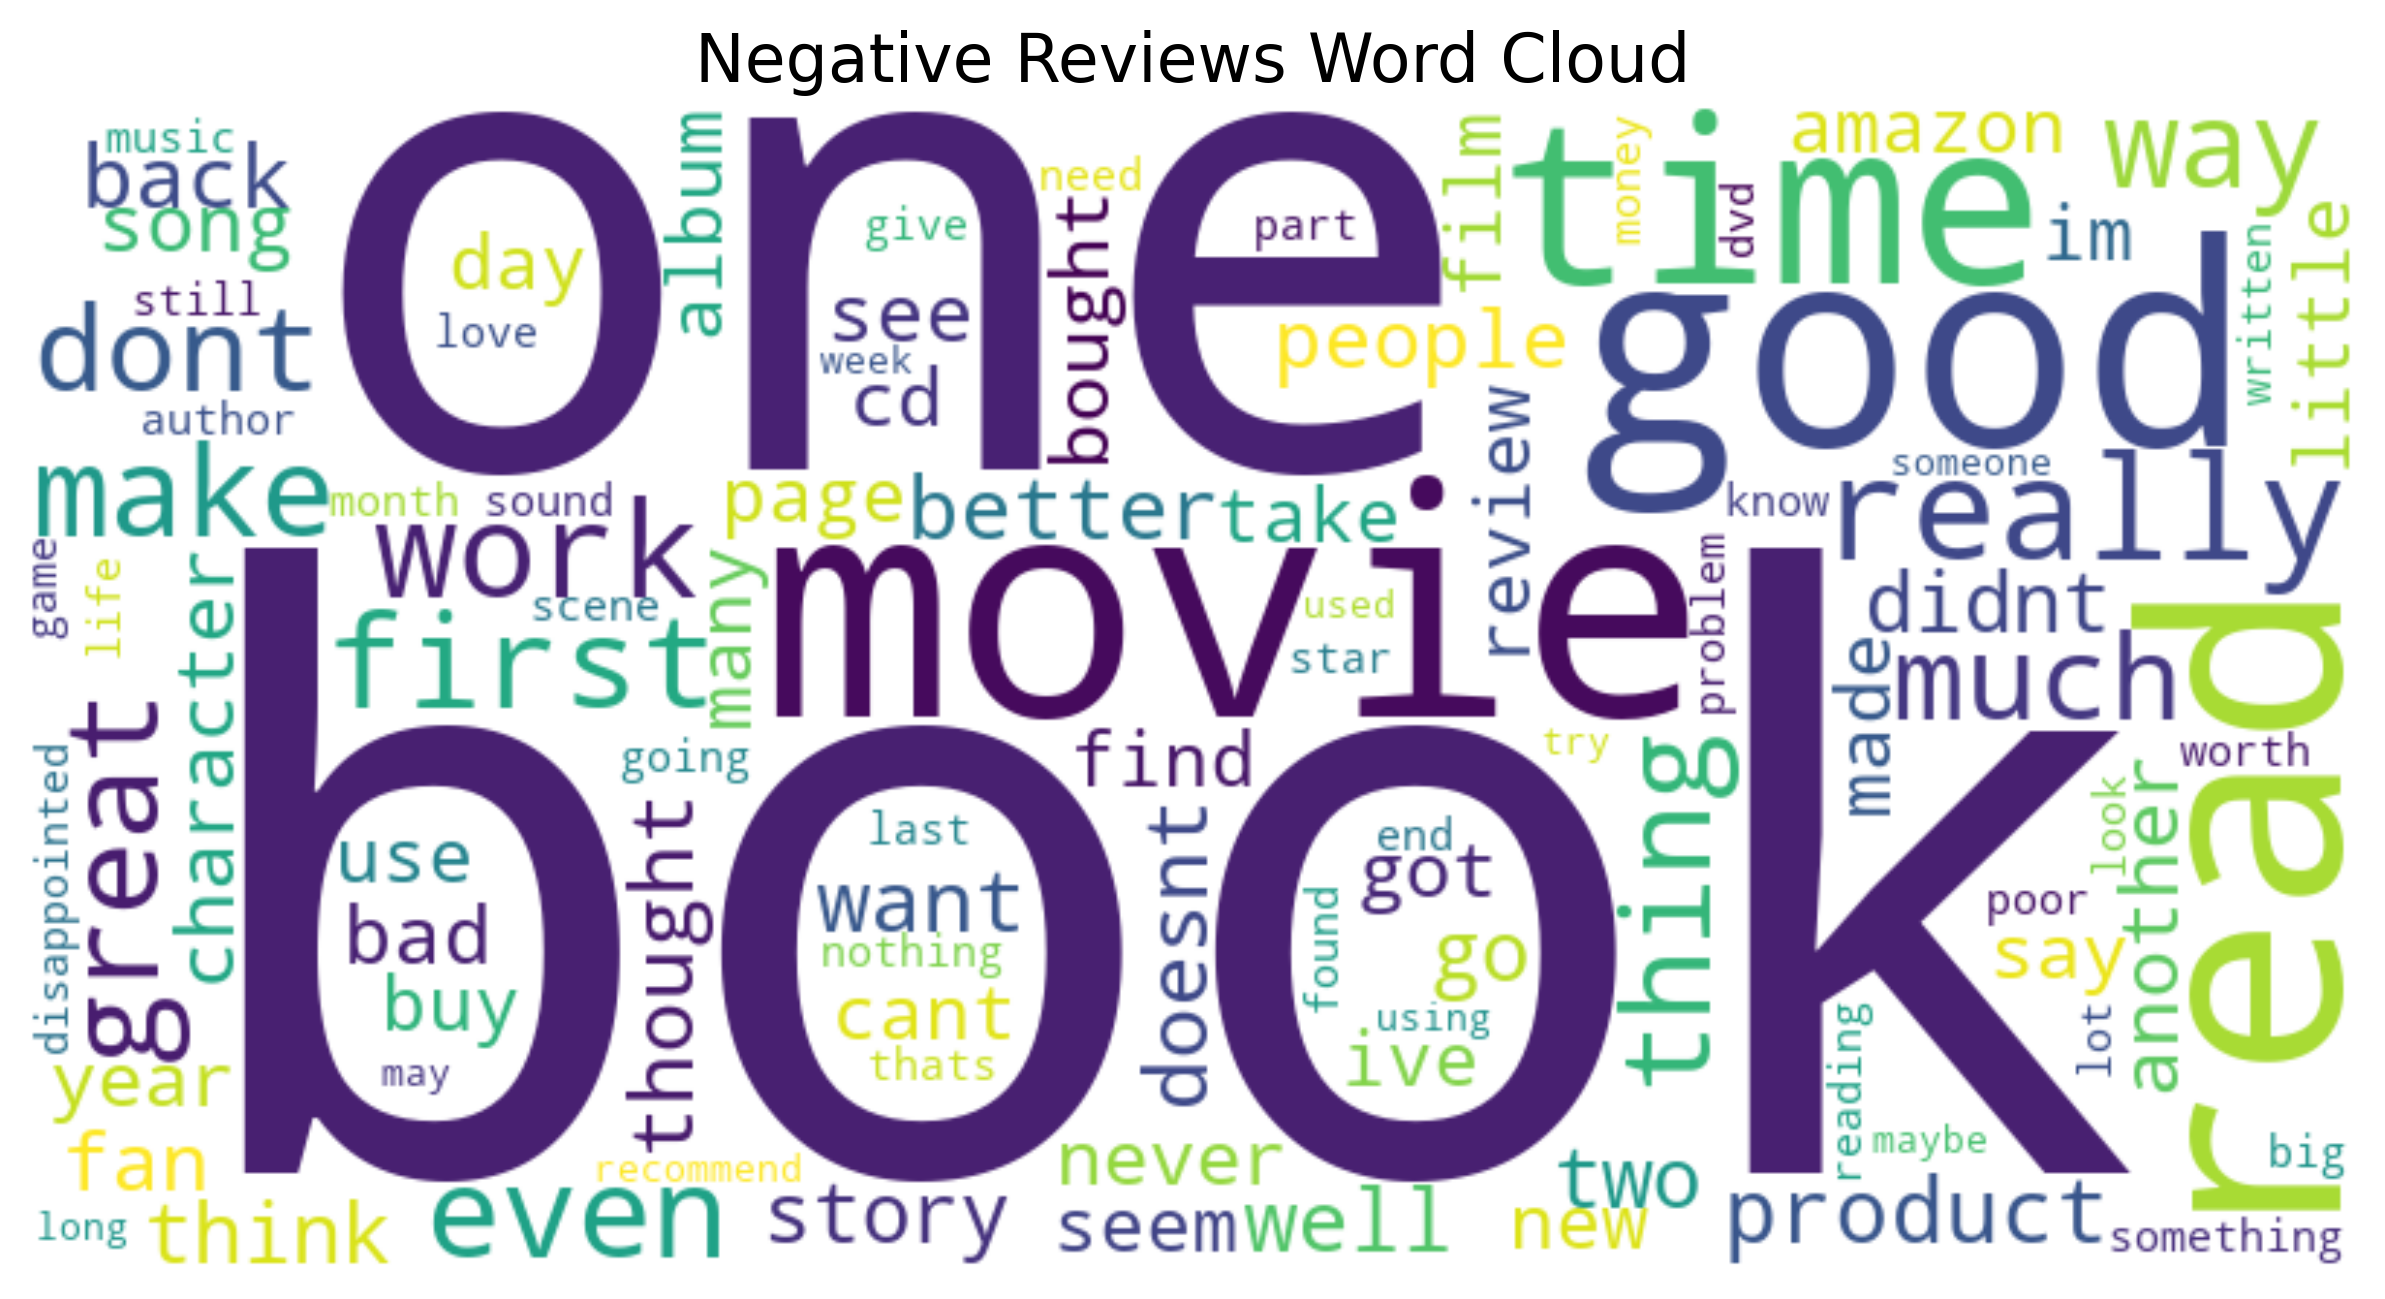 Negative Reviews Word Cloud
music
back
song
still
dont
author
make
one
day
love
album
give
see
week
cd
need
bought
part
people
film
time
money
dvd
amazon
way
im
good
written
little
review
someone
know
really
month
sound
page
better
take
work
game
life
character
scene
first
many
movie
used
star
problem
didnt
made
much
read
great
disappointed
book
going
find
try
thing
worth
look
another
use
bad
buy
may
thought
last
want
nothing
cant
thats
doesnt
end
got
found
go
using
ive
poor
say
lot
reading
maybe
year
fan
long
think
even
recommend
story
never
seem
well
two
new
product
big
something